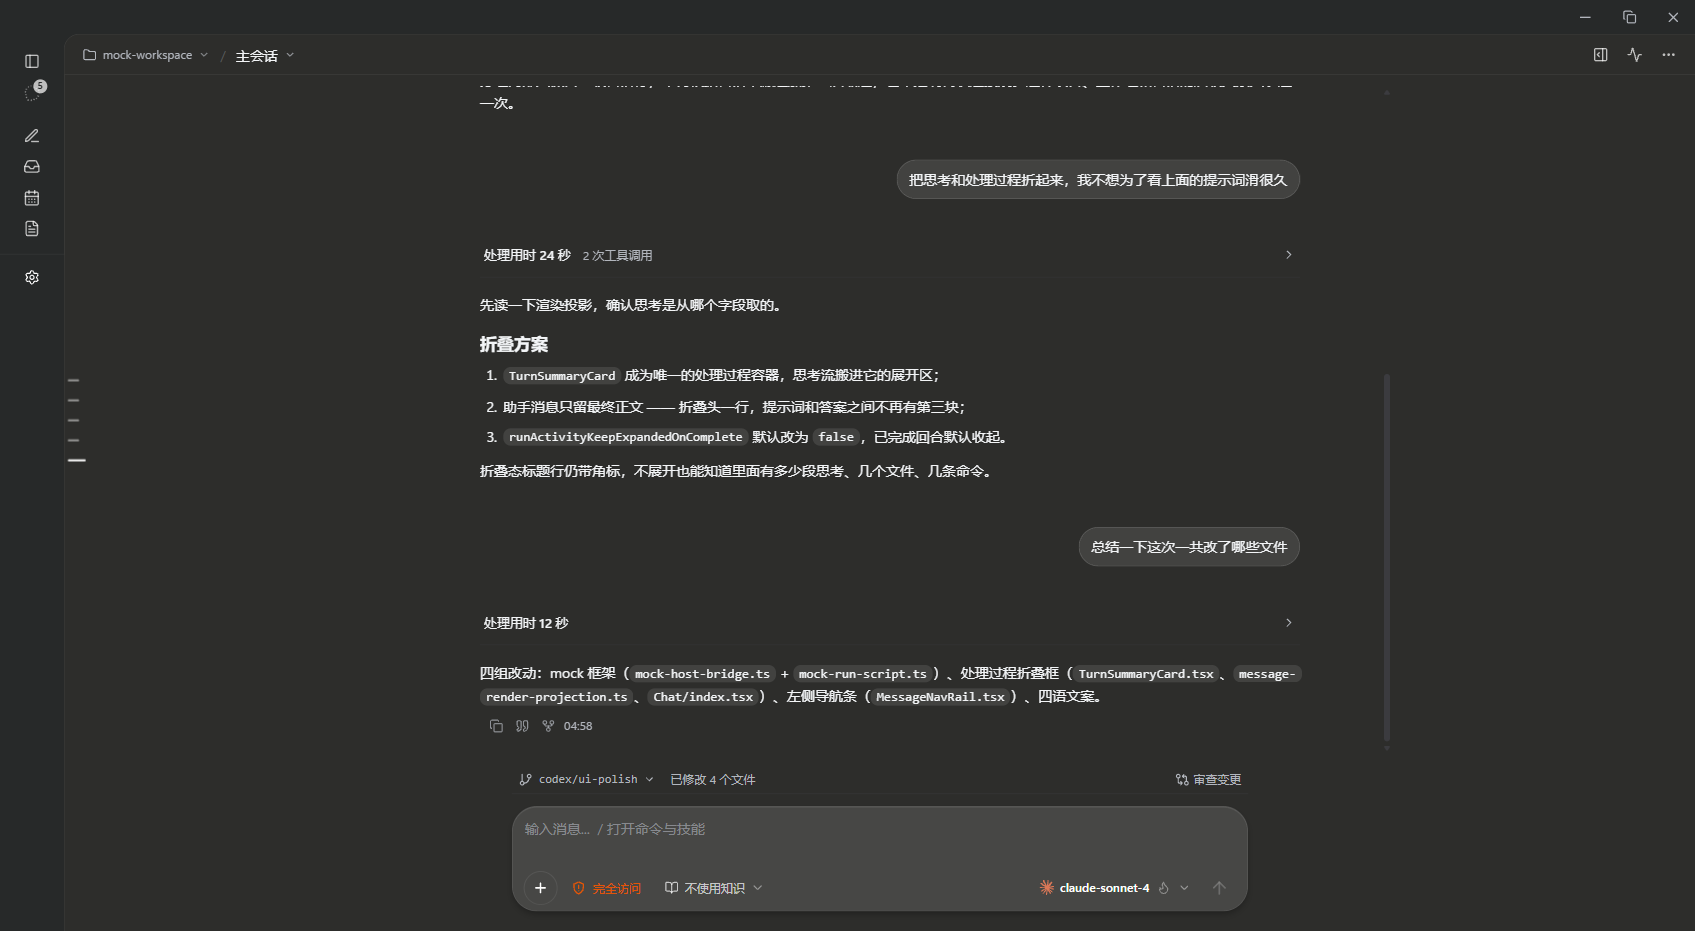 mock-workspace / 主会话
5
一次。
把思考和处理过程折起来，我不想为了看上面的提示词滑很久
处理用时 24 秒 2 次工具调用
先读一下渲染投影，确认思考是从哪个字段取的。
折叠方案
1. TurnSummaryCard 成为唯一的处理过程容器，思考流搬进它的展开区；
2. 助手消息只留最终正文 —— 折叠头一行，提示词和答案之间不再有第三块；
3. runActivityKeepExpandedOnComplete 默认改为 false ，已完成回合默认收起。
折叠态标题行仍带角标，不展开也能知道里面有多少段思考、几个文件、几条命令。
总结一下这次一共改了哪些文件
处理用时 12 秒
四组改动：mock 框架（ mock-host-bridge.ts + mock-run-script.ts ）、处理过程折叠框（ TurnSummaryCard.tsx 、 message-
render-projection.ts 、 Chat/index.tsx ）、左侧导航条（ MessageNavRail.tsx ）、四语文案。
04:58
codex/ui-polish 已修改 4 个文件 审查变更
输入消息... / 打开命令与技能
完全访问 不使用知识 claude-sonnet-4